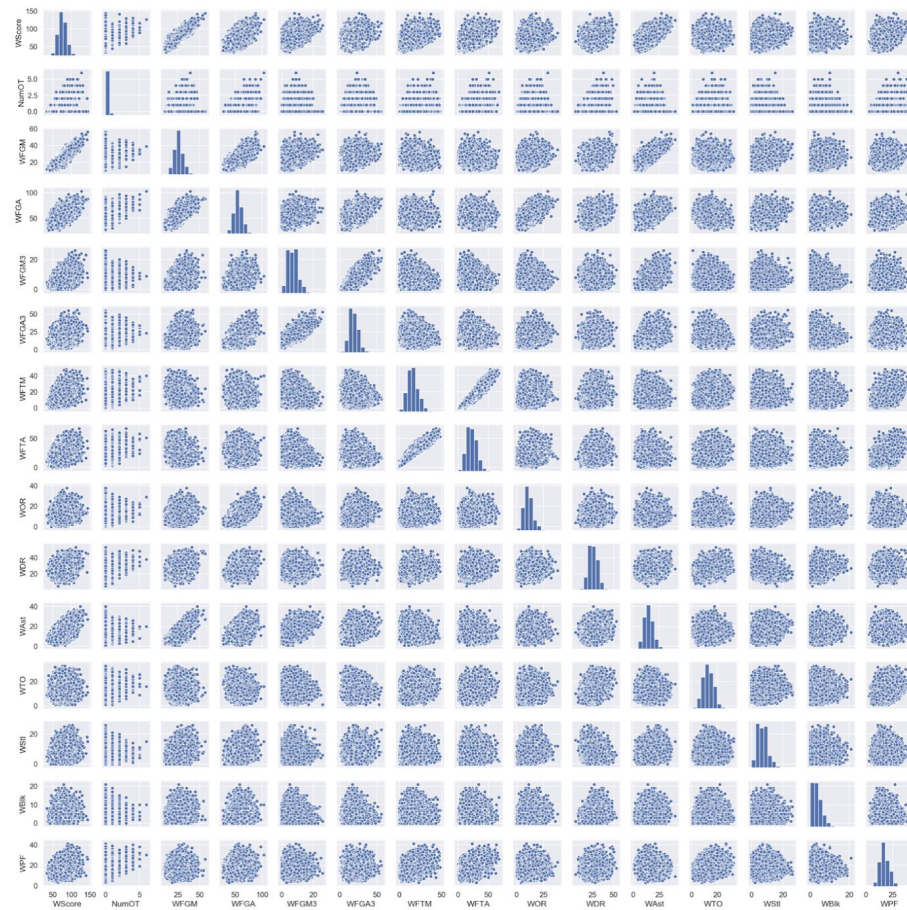 150
100
50
WScore
5.0
2.5
0.0
NumOT
60
40
20
WFGM
100
50
WFGA
20
0
WFGM3
50
25
0
WFGA3
40
20
0
WFTM
50
0
WFTA
40
20
0
WOR
40
20
WDR
40
20
0
WAst
20
0
WTO
20
0
WStl
20
10
0
WBlk
40
20
0
WPF
50 100 150 0 5 25 50 50 100 0 20 0 25 50 0 25 50 0 50 0 25 25 50 0 25 0 20 0 20 0 20 0 25
WScore NumOT WFGM WFGA WFGM3 WFGA3 WFTM WFTA WOR WDR WAst WTO WStl WBlk WPF